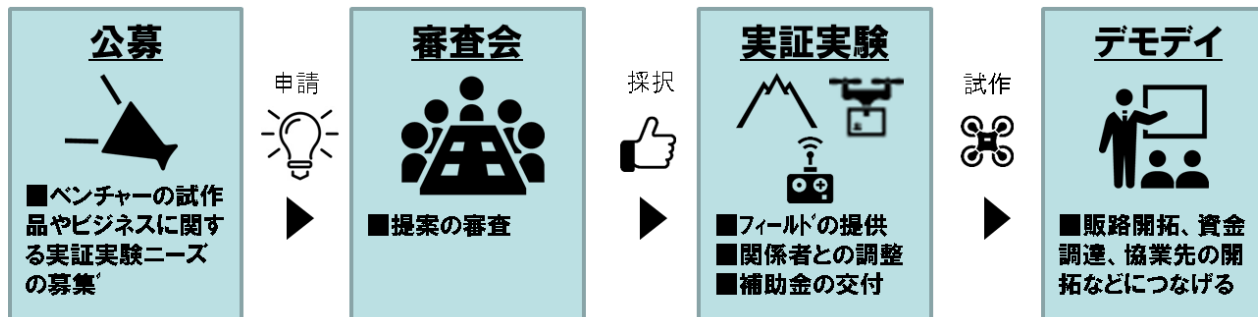 公募
■ベンチャーの試作
品やビジネスに関す
る実証実験ニーズ
の募集
申請
審査会
■提案の審査
採択
実証実験
■フィールドの提供
■関係者との調整
■補助金の交付
試作
デモデイ
■販路開拓、資金
調達、協業先の開
拓などにつなげる